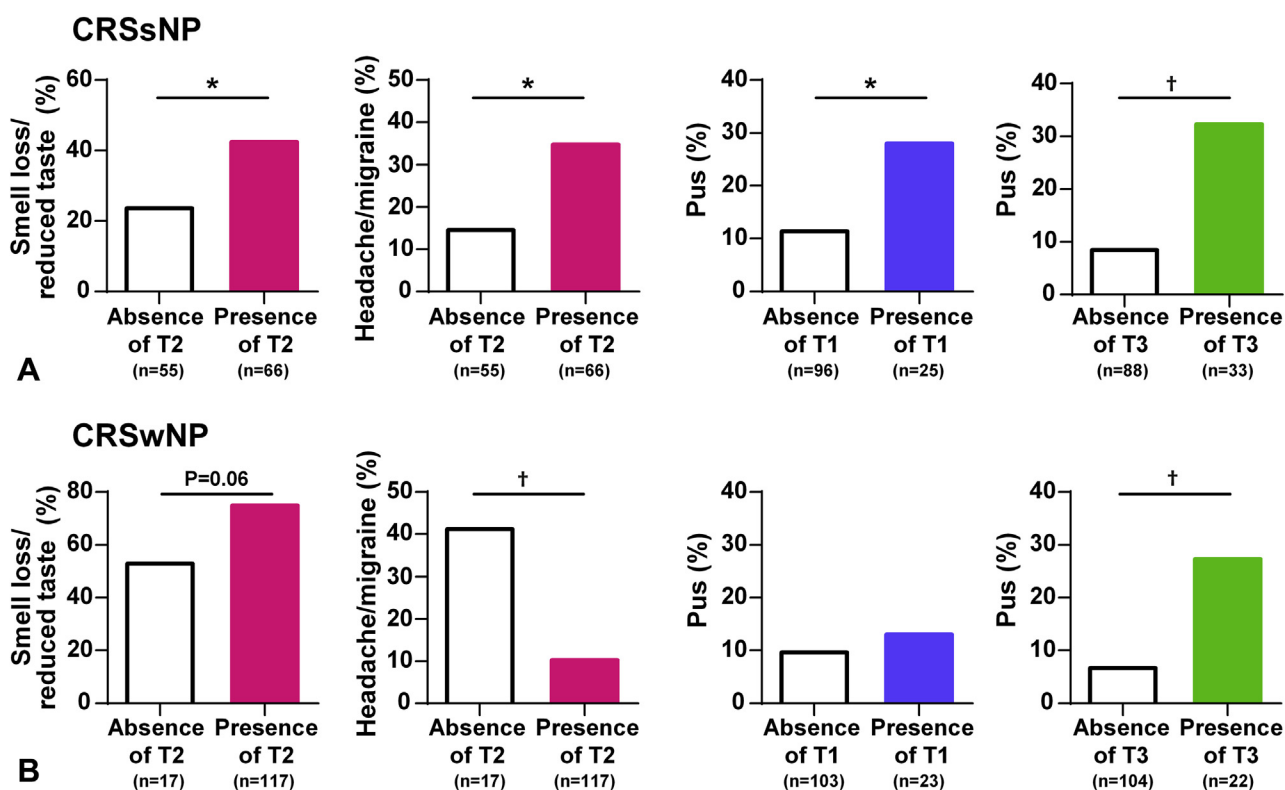 CRSsNP
Smell loss/
reduced taste (%)
60
40
20
0
*
Absence
of T2
(n=55)
Presence
of T2
(n=66)
Headache/migraine (%)
50
40
30
20
10
0
*
Absence
of T2
(n=55)
Presence
of T2
(n=66)
Pus (%)
40
30
20
10
0
*
Absence
of T1
(n=96)
Presence
of T1
(n=25)
Pus (%)
40
30
20
10
0
†
Absence
of T3
(n=88)
Presence
of T3
(n=33)
A
CRSwNP
Smell loss/
reduced taste (%)
80
60
40
20
0
P=0.06
Absence
of T2
(n=17)
Presence
of T2
(n=117)
Headache/migraine (%)
50
40
30
20
10
0
†
Absence
of T2
(n=17)
Presence
of T2
(n=117)
Pus (%)
40
30
20
10
0
Absence
of T1
(n=103)
Presence
of T1
(n=23)
Pus (%)
40
30
20
10
0
†
Absence
of T3
(n=104)
Presence
of T3
(n=22)
B